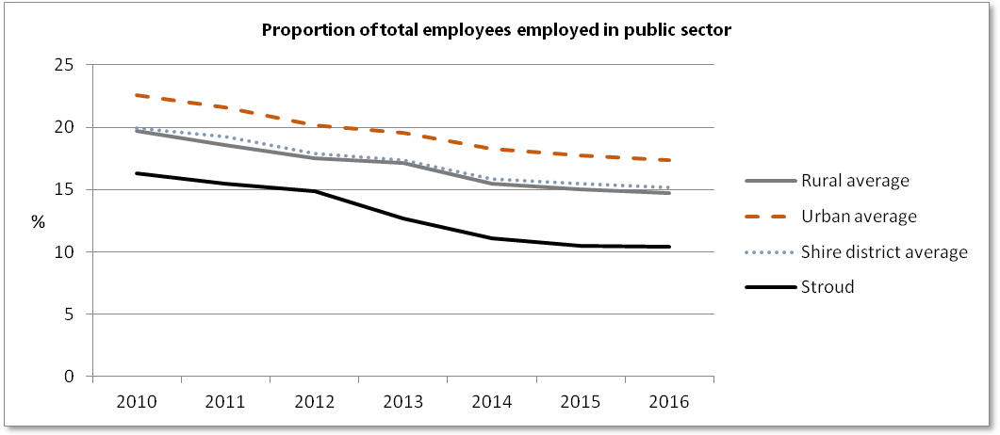 Proportion of total employees employed in public sector
25
20
15
10
5
0
%
2010 2011 2012 2013 2014 2015 2016
Rural average
Urban average
Shire district average
Stroud